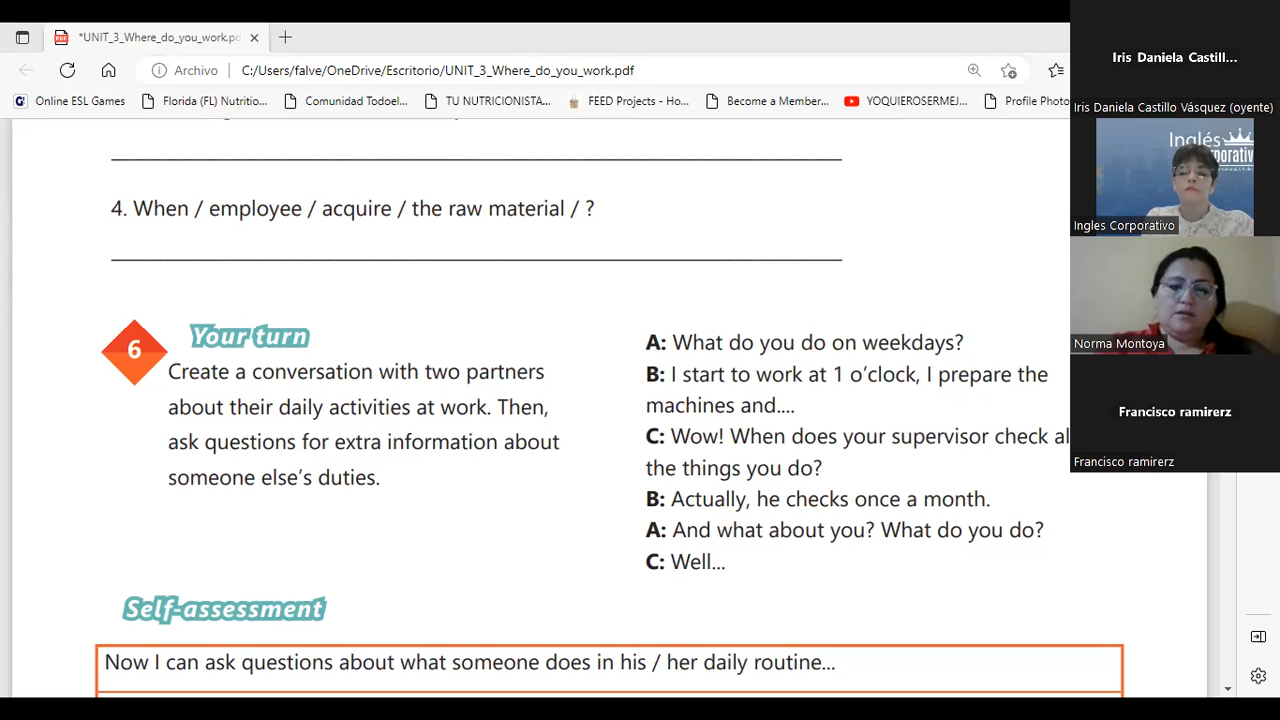 *UNIT_3_Where_do_you_work.pd
Archivo
C:/Users/falve/OneDrive/Escritorio/UNIT_3_Where_do_you_work.pdf
Online ESL Games
Florida (FL) Nutritio...
Comunidad Todoel...
TU NUTRICIONISTA...
FEED Projects - Ho...
Become a Member...
YOQUIEROSERMEJ...
Profile Photo
4. When / employee / acquire / the raw material / ?
6
Your turn
Create a conversation with two partners
about their daily activities at work. Then,
ask questions for extra information about
someone else's duties.
A: What do you do on weekdays?
B: I start to work at 1 o'clock, I prepare the
machines and....
C: Wow! When does your supervisor check al
the things you do?
B: Actually, he checks once a month.
A: And what about you? What do you do?
C: Well...
Self-assessment
Now I can ask questions about what someone does in his / her daily routine...
Iris Daniela Castill...
Iris Daniela Castillo Vásquez (oyente)
Inglés
Ingles Corporativo
Norma Montoya
Francisco ramirerz
Francisco ramirerz